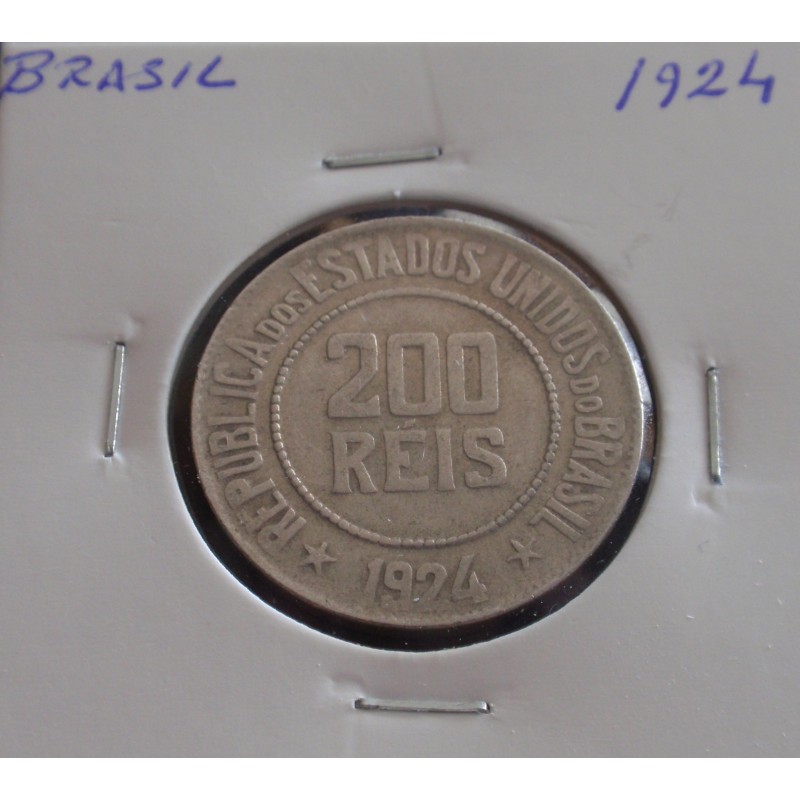 BRASIL 1924
REPUBLICA DOS ESTADOS UNIDOS DO BRASIL
200
RÉIS
★ 1924 ★